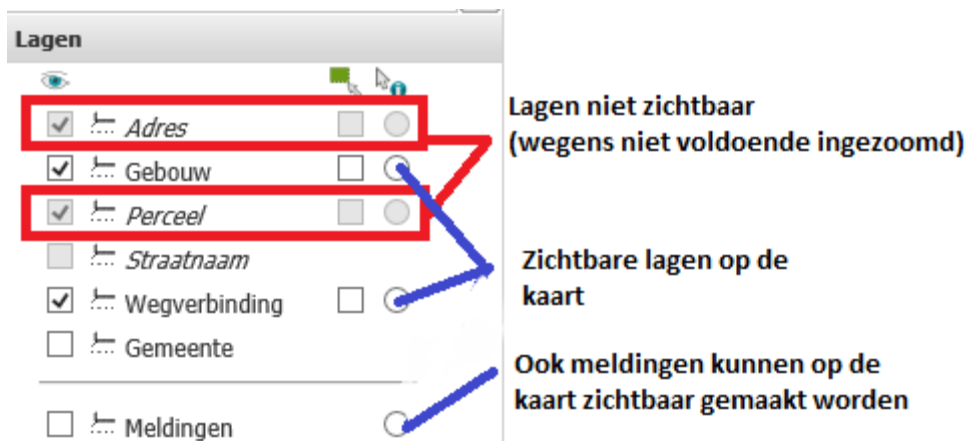 Lagen
Adres
Gebouw
Perceel
Straatnaam
Wegverbinding
Gemeente
Meldingen
Lagen niet zichtbaar
(wegens niet voldoende ingezoomd)
Zichtbare lagen op de
kaart
Ook meldingen kunnen op de
kaart zichtbaar gemaakt worden